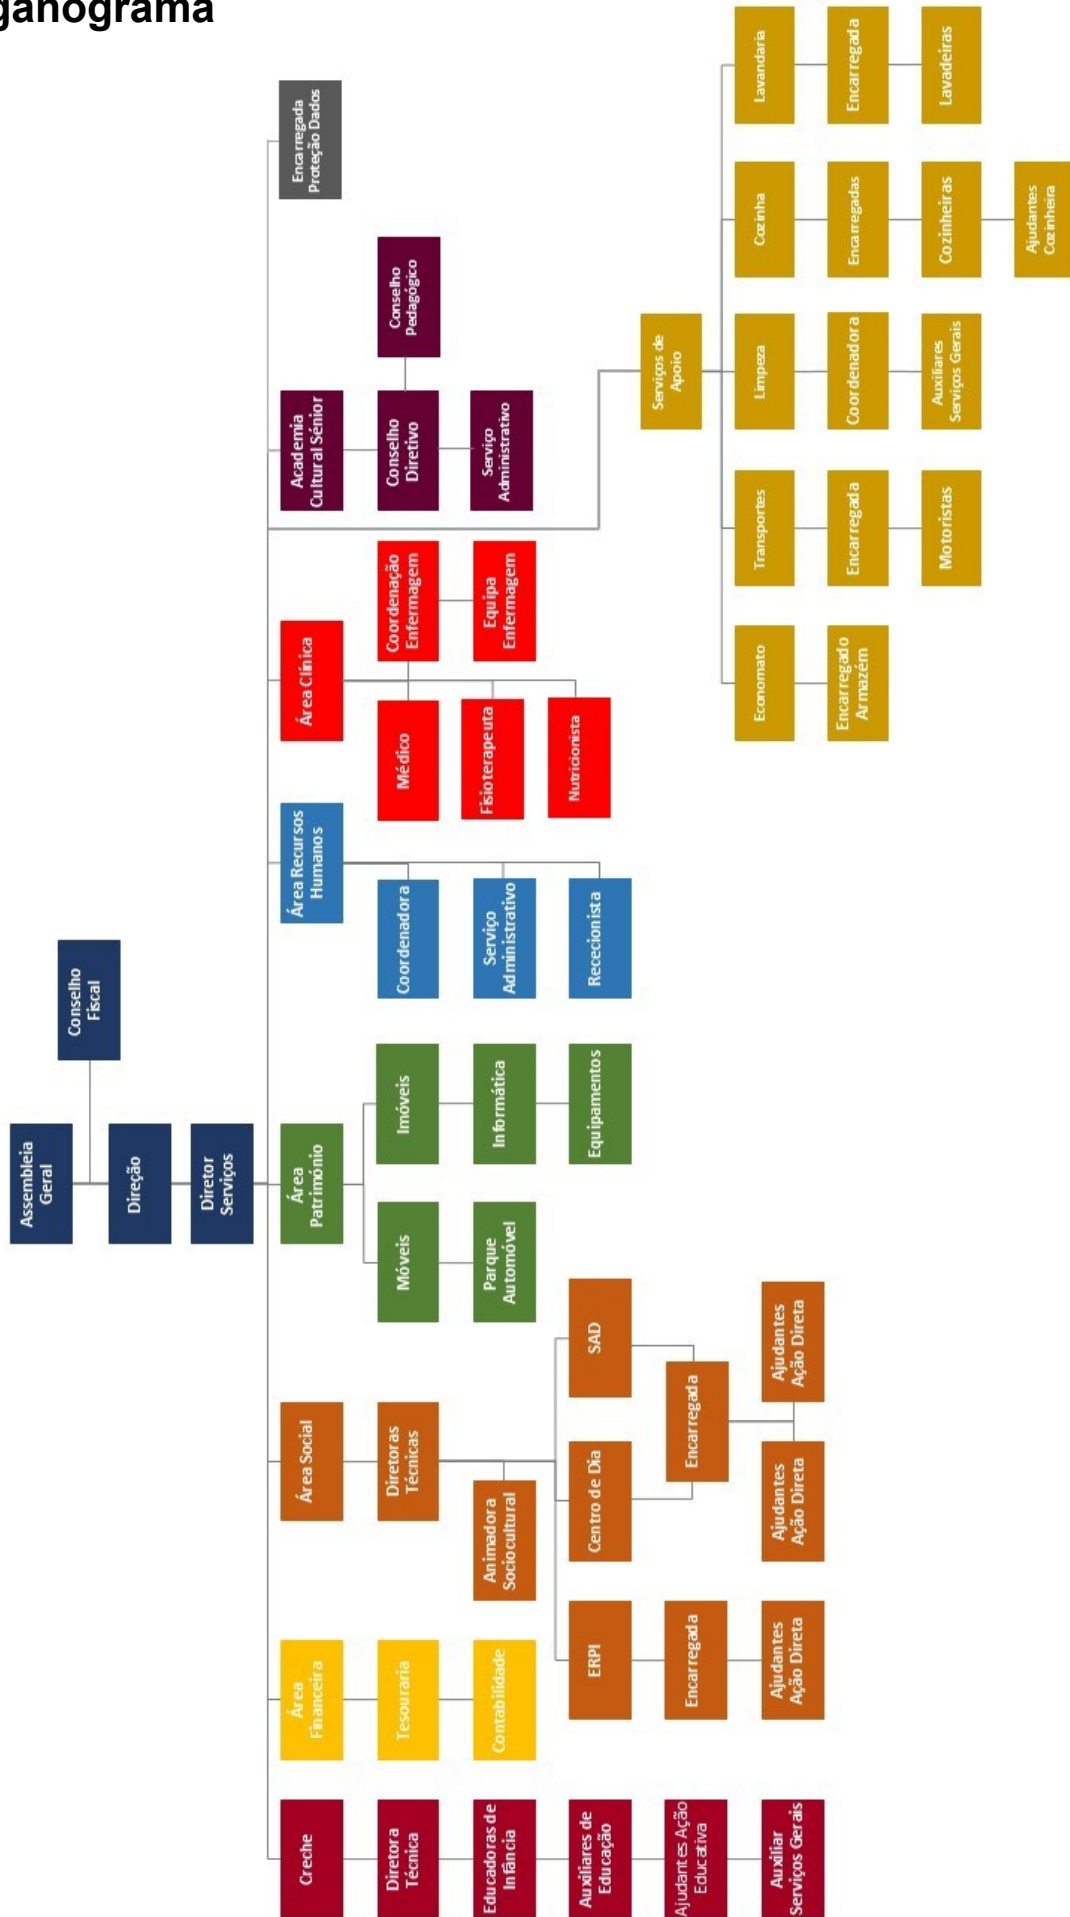 ganograma
Assembleia
Geral
Conselho
Fiscal
Direção
Diretor
Serviços
Creche
Diretora
Técnica
Educadoras de
Infância
Auxiliares de
Educação
Ajudantes Ação
Educativa
Auxiliar
Serviços Gerais
Área
Financeira
Tesouraria
Contabilidade
Área Social
Diretoras
Técnicas
Animadora
Sociocultural
ERPI
Encarregada
Ajudantes
Ação Direta
Centro de Dia
SAD
Encarregada
Ajudantes
Ação Direta
Ajudantes
Ação Direta
Área
Património
Móveis
Parque
Automóvel
Imóveis
Informática
Equipamentos
Área Recursos
Humanos
Coordenadora
Serviço
Administrativo
Rececionista
Área Clínica
Médico
Fisioterapeuta
Nutricionista
Coordenação
Enfermagem
Equipa
Enfermagem
Academia
Cultural Sénior
Conselho
Diretivo
Conselho
Pedagógico
Serviço
Administrativo
Encarregada
Proteção Dados
Serviços de
Apoio
Economato
Encarregado
Armazém
Transportes
Encarregada
Motoristas
Limpeza
Coordenadora
Auxiliares
Serviços Gerais
Cozinha
Encarregadas
Cozinheiras
Ajudantes
Cozinheira
Lavandaria
Encarregada
Lavadeiras